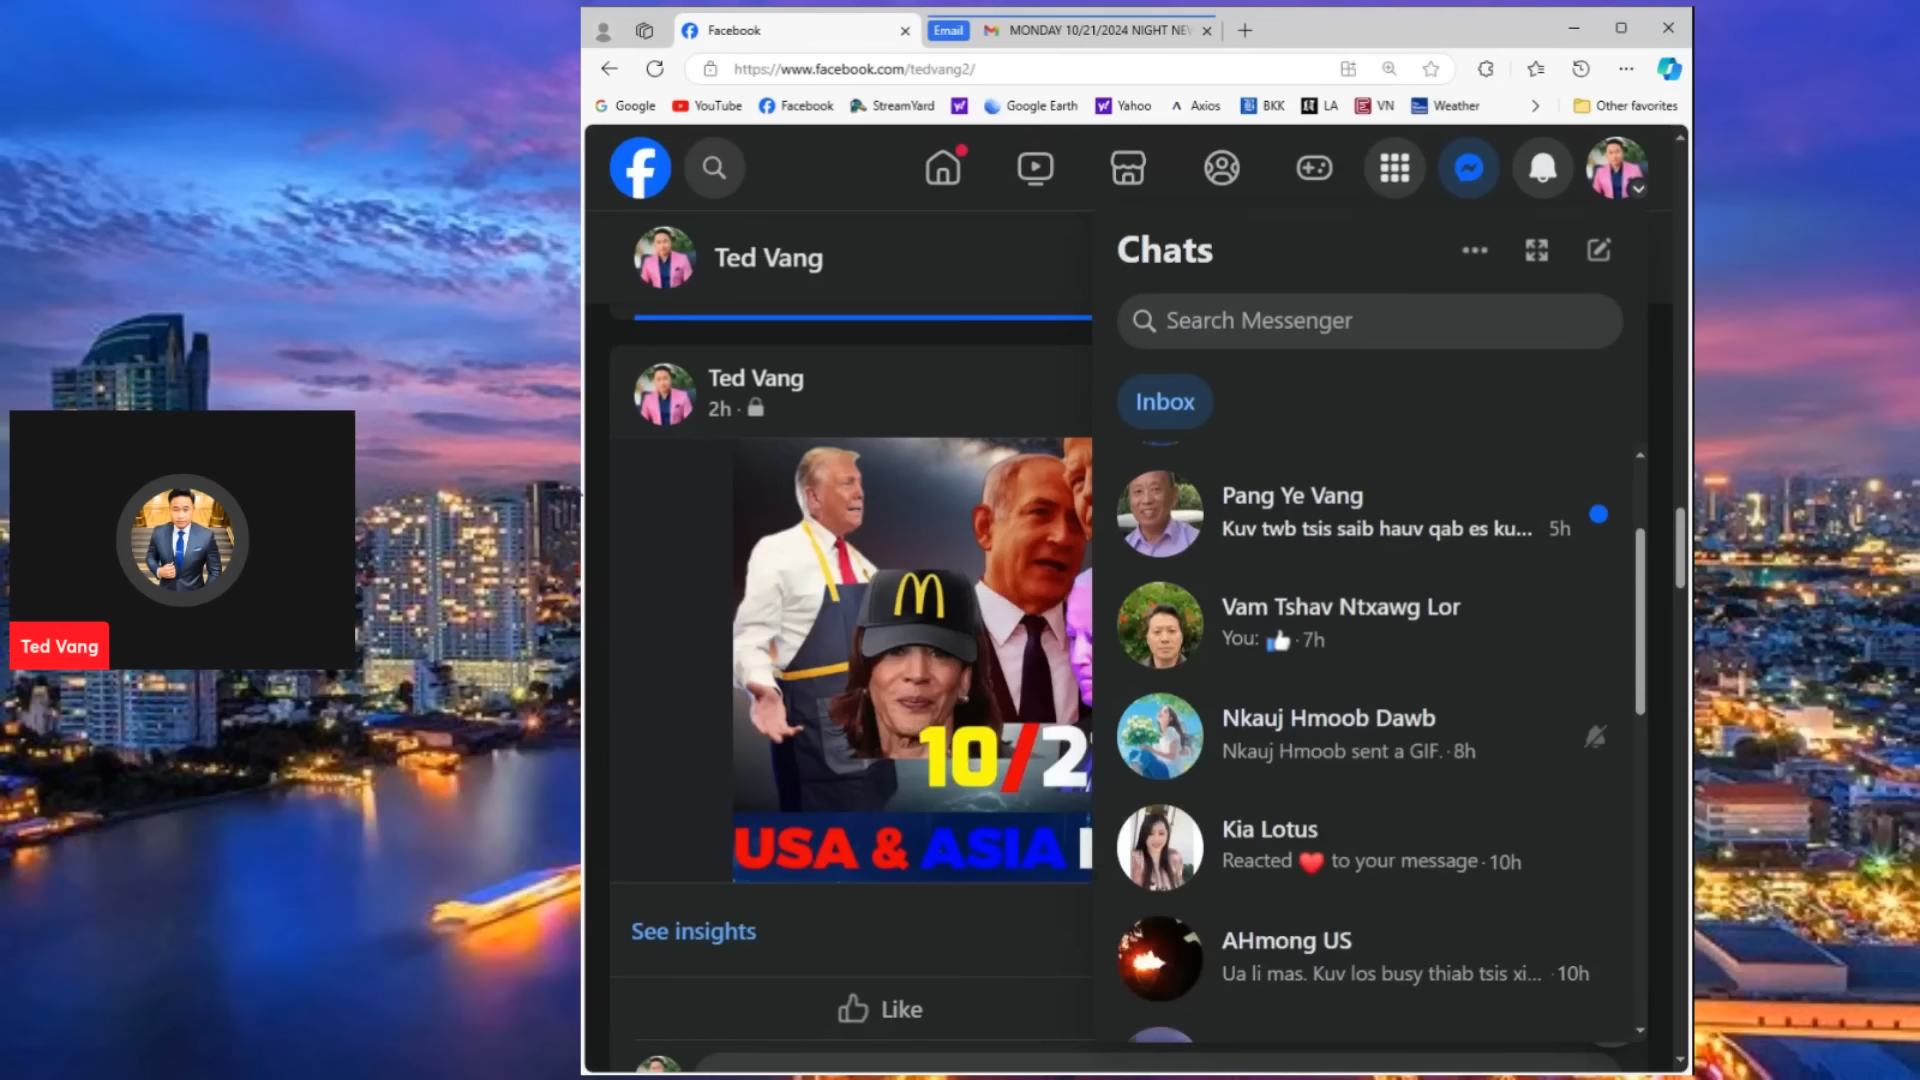 Facebook
Email
MONDAY 10/21/2024 NIGHT NE
https://www.facebook.com/tedvang2/
Google
YouTube
Facebook
StreamYard
Google Earth
Yahoo
Axios
BKK
LA
VN
Weather
Other favorites
Ted Vang
Ted Vang
2h ·
10/2
USA & ASIA
See insights
Like
Chats
Search Messenger
Inbox
Pang Ye Vang
Kuv twb tsis saib hauv qab es ku... 5h
Vam Tshav Ntxawg Lor
You: 👍 · 7h
Nkauj Hmoob Dawb
Nkauj Hmoob sent a GIF. · 8h
Kia Lotus
Reacted ❤️ to your message · 10h
AHmong US
Ua li mas. Kuv los busy thiab tsis xi... · 10h
Ted Vang